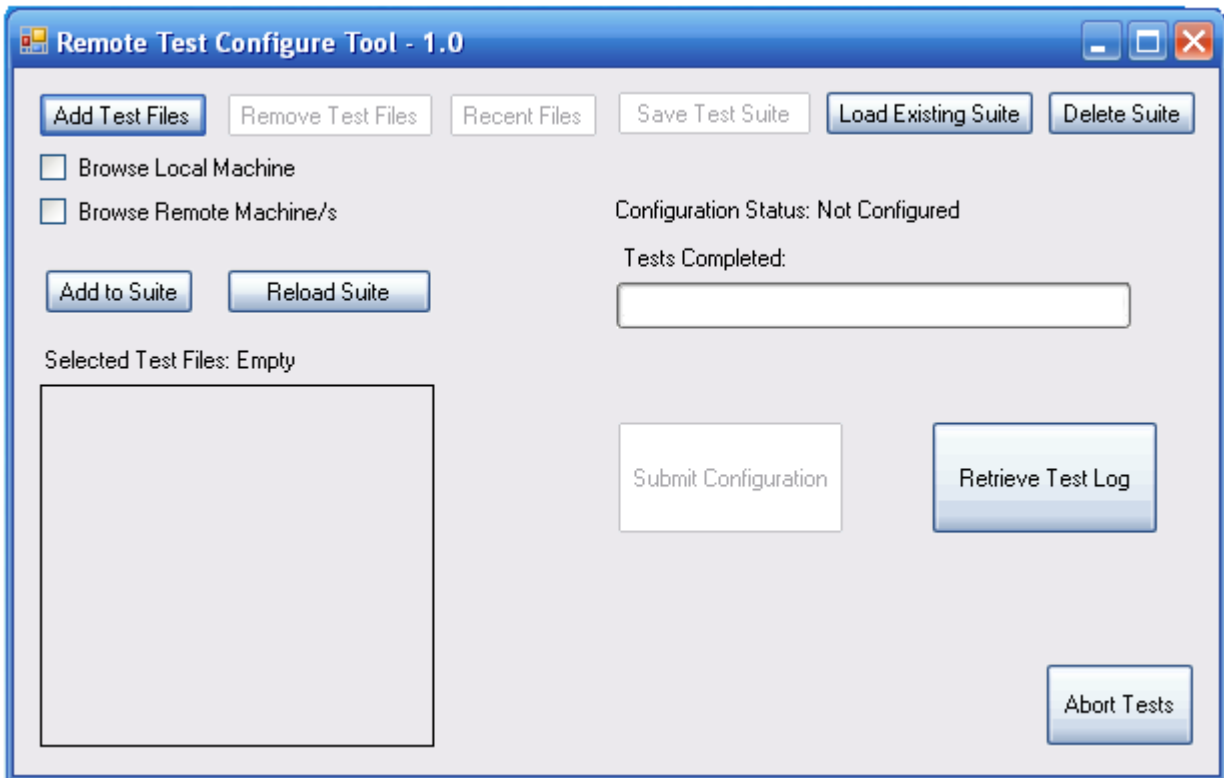 Remote Test Configure Tool - 1.0
Add Test Files Remove Test Files Recent Files Save Test Suite Load Existing Suite Delete Suite
Browse Local Machine
Browse Remote Machine/s
Configuration Status: Not Configured
Tests Completed:
Add to Suite Reload Suite
Selected Test Files: Empty
Submit Configuration Retrieve Test Log
Abort Tests